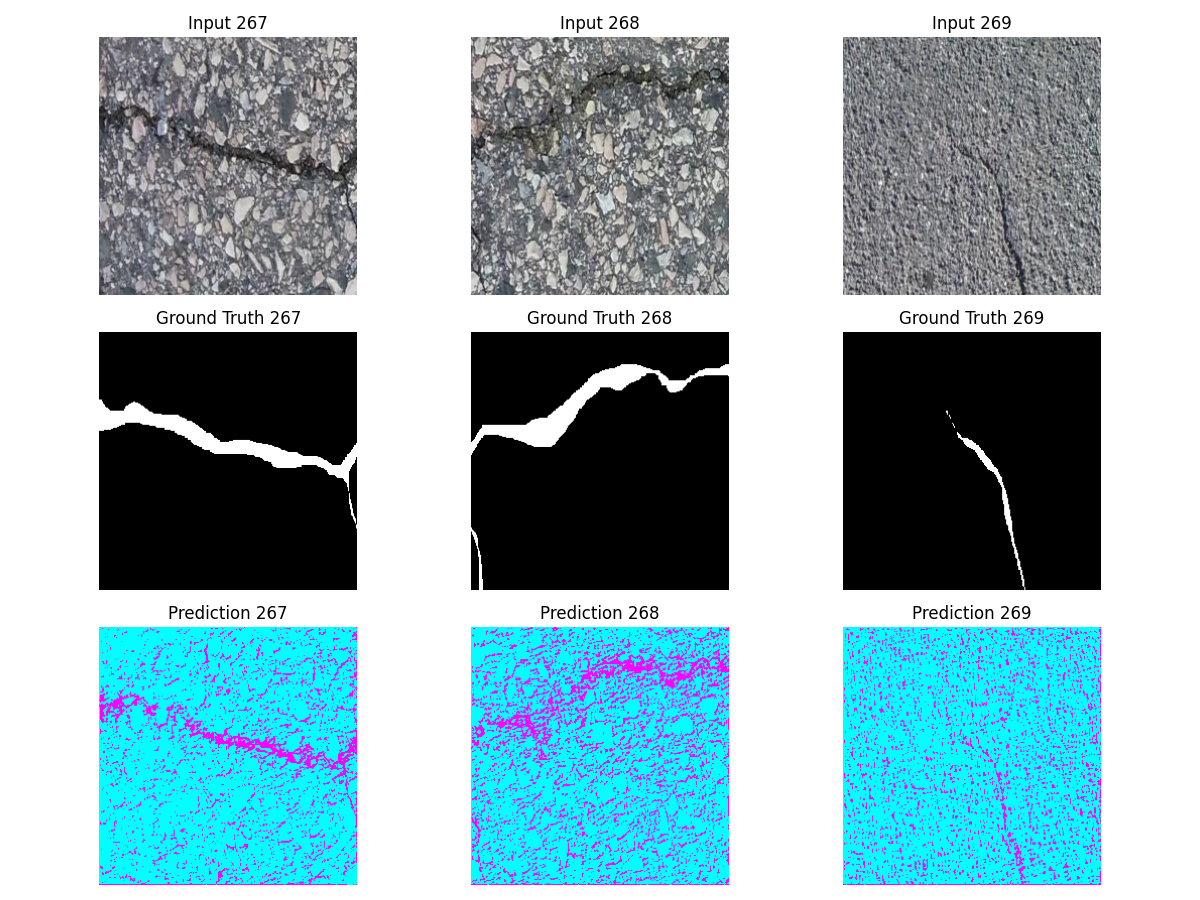 Input 267
Input 268
Input 269
Ground Truth 267
Ground Truth 268
Ground Truth 269
Prediction 267
Prediction 268
Prediction 269